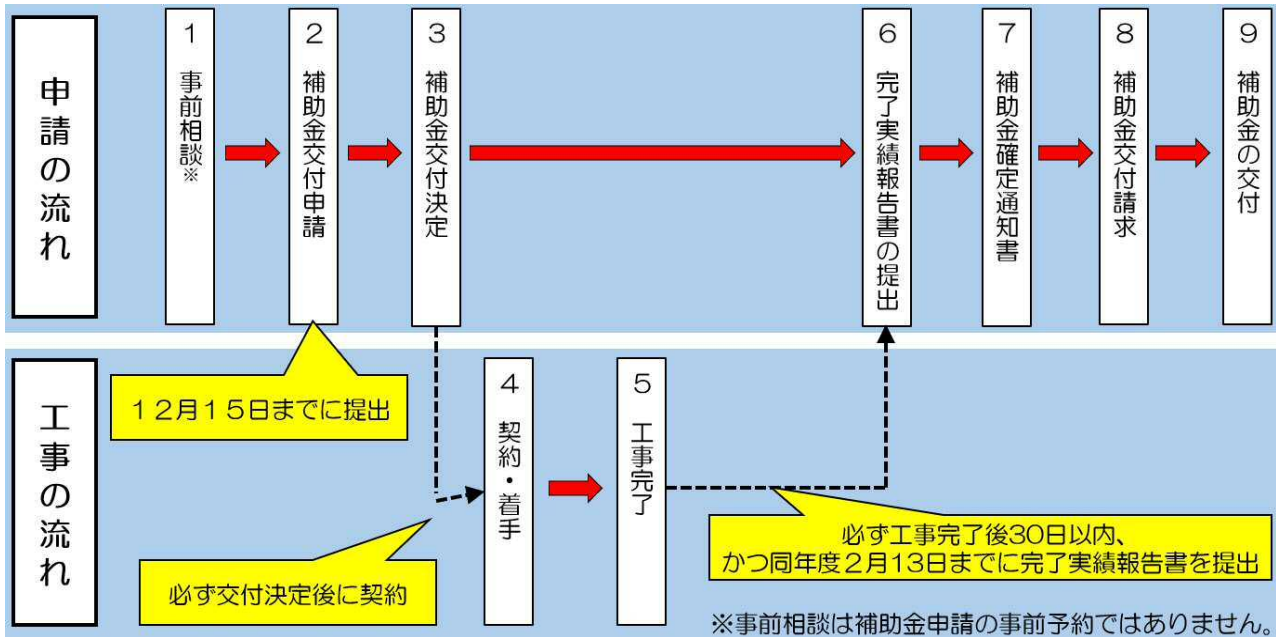 申請の流れ
1 事前相談※
2 補助金交付申請
3 補助金交付決定
6 完了実績報告書の提出
7 補助金確定通知書
8 補助金交付請求
9 補助金の交付
12月15日までに提出
工事の流れ
4 契約・着手
5 工事完了
必ず交付決定後に契約
必ず工事完了後30日以内、
かつ同年度2月13日までに完了実績報告書を提出
※事前相談は補助金申請の事前予約ではありません。